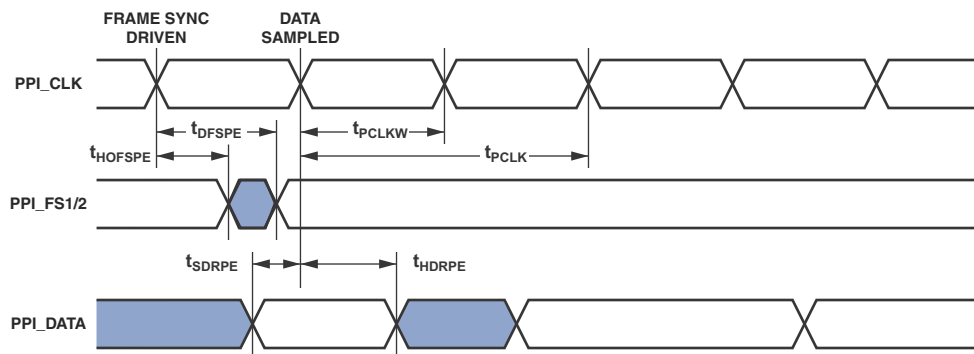 FRAME SYNC
DRIVEN
DATA
SAMPLED
PPI_CLK
tDFSPE
tPCLKW
tHOFSPE
tPCLK
PPI_FS1/2
tSDRPE
tHDRPE
PPI_DATA